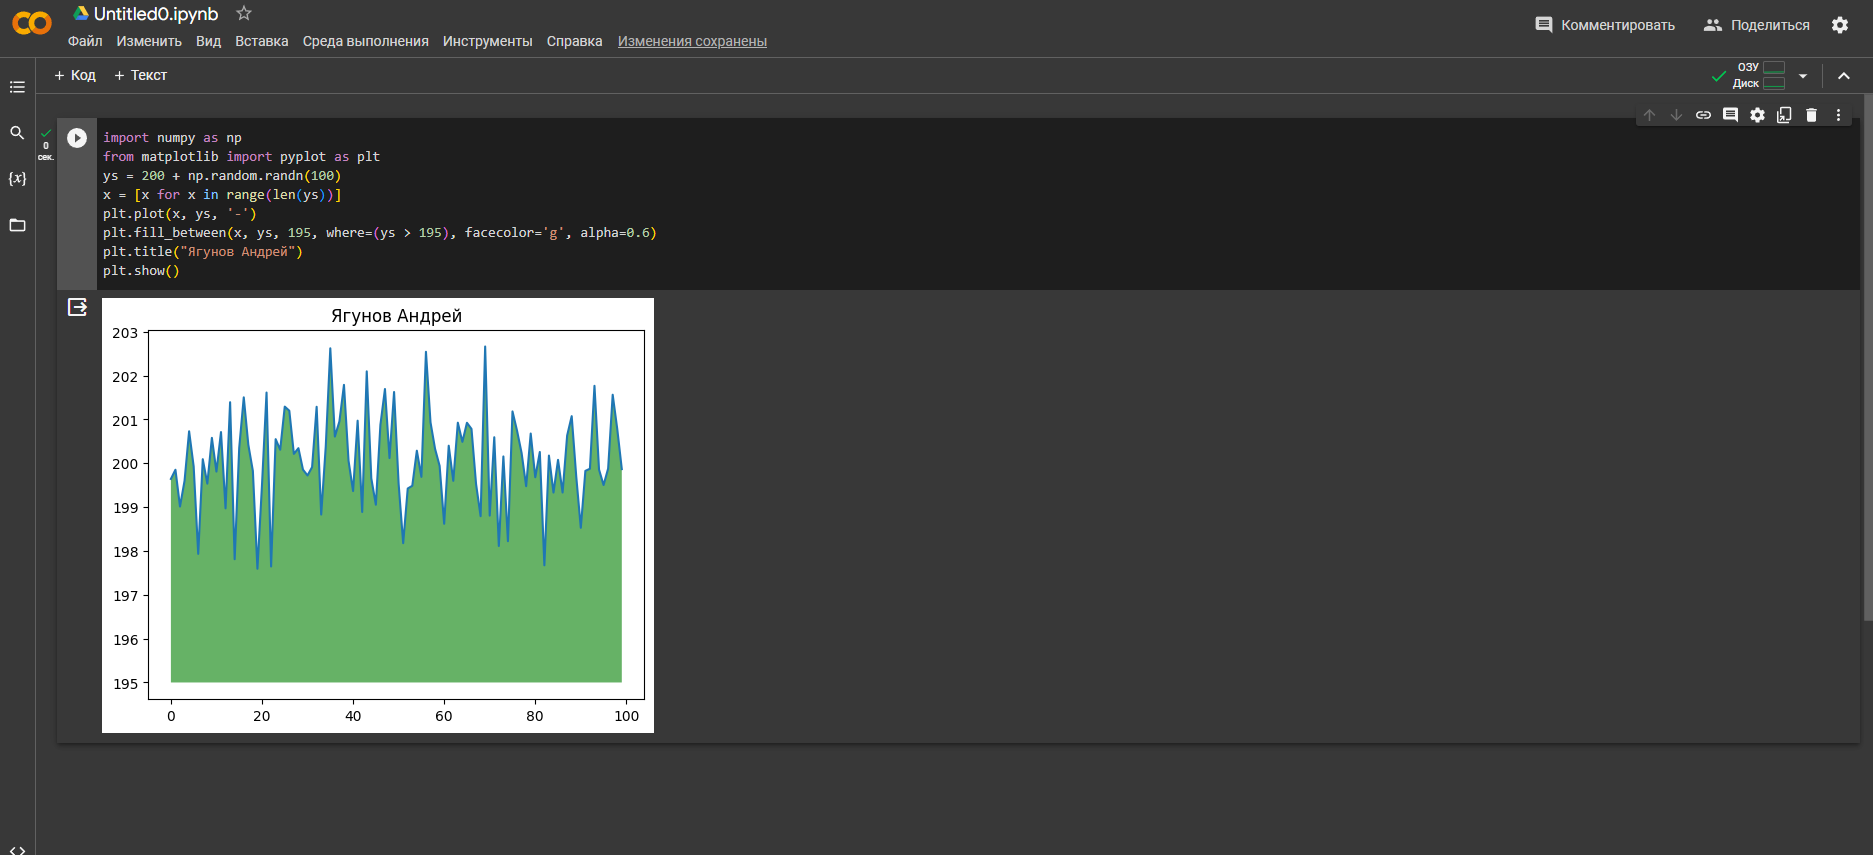 Untitled0.ipynb
Файл Изменить Вид Вставка Среда выполнения Инструменты Справка Изменения сохранены
Комментировать Поделиться
+ Код + Текст
ОЗУ
Диск
0
сек.
{x}
import numpy as np
from matplotlib import pyplot as plt
ys = 200 + np.random.randn(100)
x = [x for x in range(len(ys))]
plt.plot(x, ys, '-')
plt.fill_between(x, ys, 195, where=(ys > 195), facecolor='g', alpha=0.6)
plt.title("Ягунов Андрей")
plt.show()
Ягунов Андрей
203
202
201
200
199
198
197
196
195
0 20 40 60 80 100